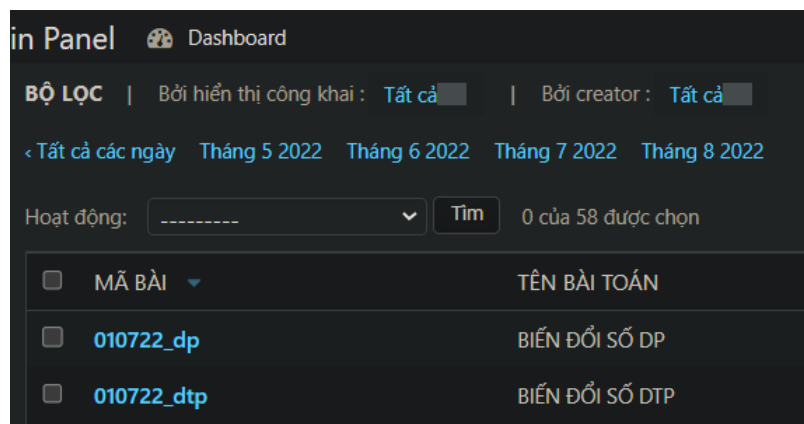 in Panel Dashboard
BỘ LỌC | Bởi hiển thị công khai : Tất cả | Bởi creator : Tất cả
‹ Tất cả các ngày Tháng 5 2022 Tháng 6 2022 Tháng 7 2022 Tháng 8 2022
Hoạt động: --------- Tìm 0 của 58 được chọn
MÃ BÀI TÊN BÀI TOÁN
010722_dp BIẾN ĐỔI SỐ DP
010722_dtp BIẾN ĐỔI SỐ DTP